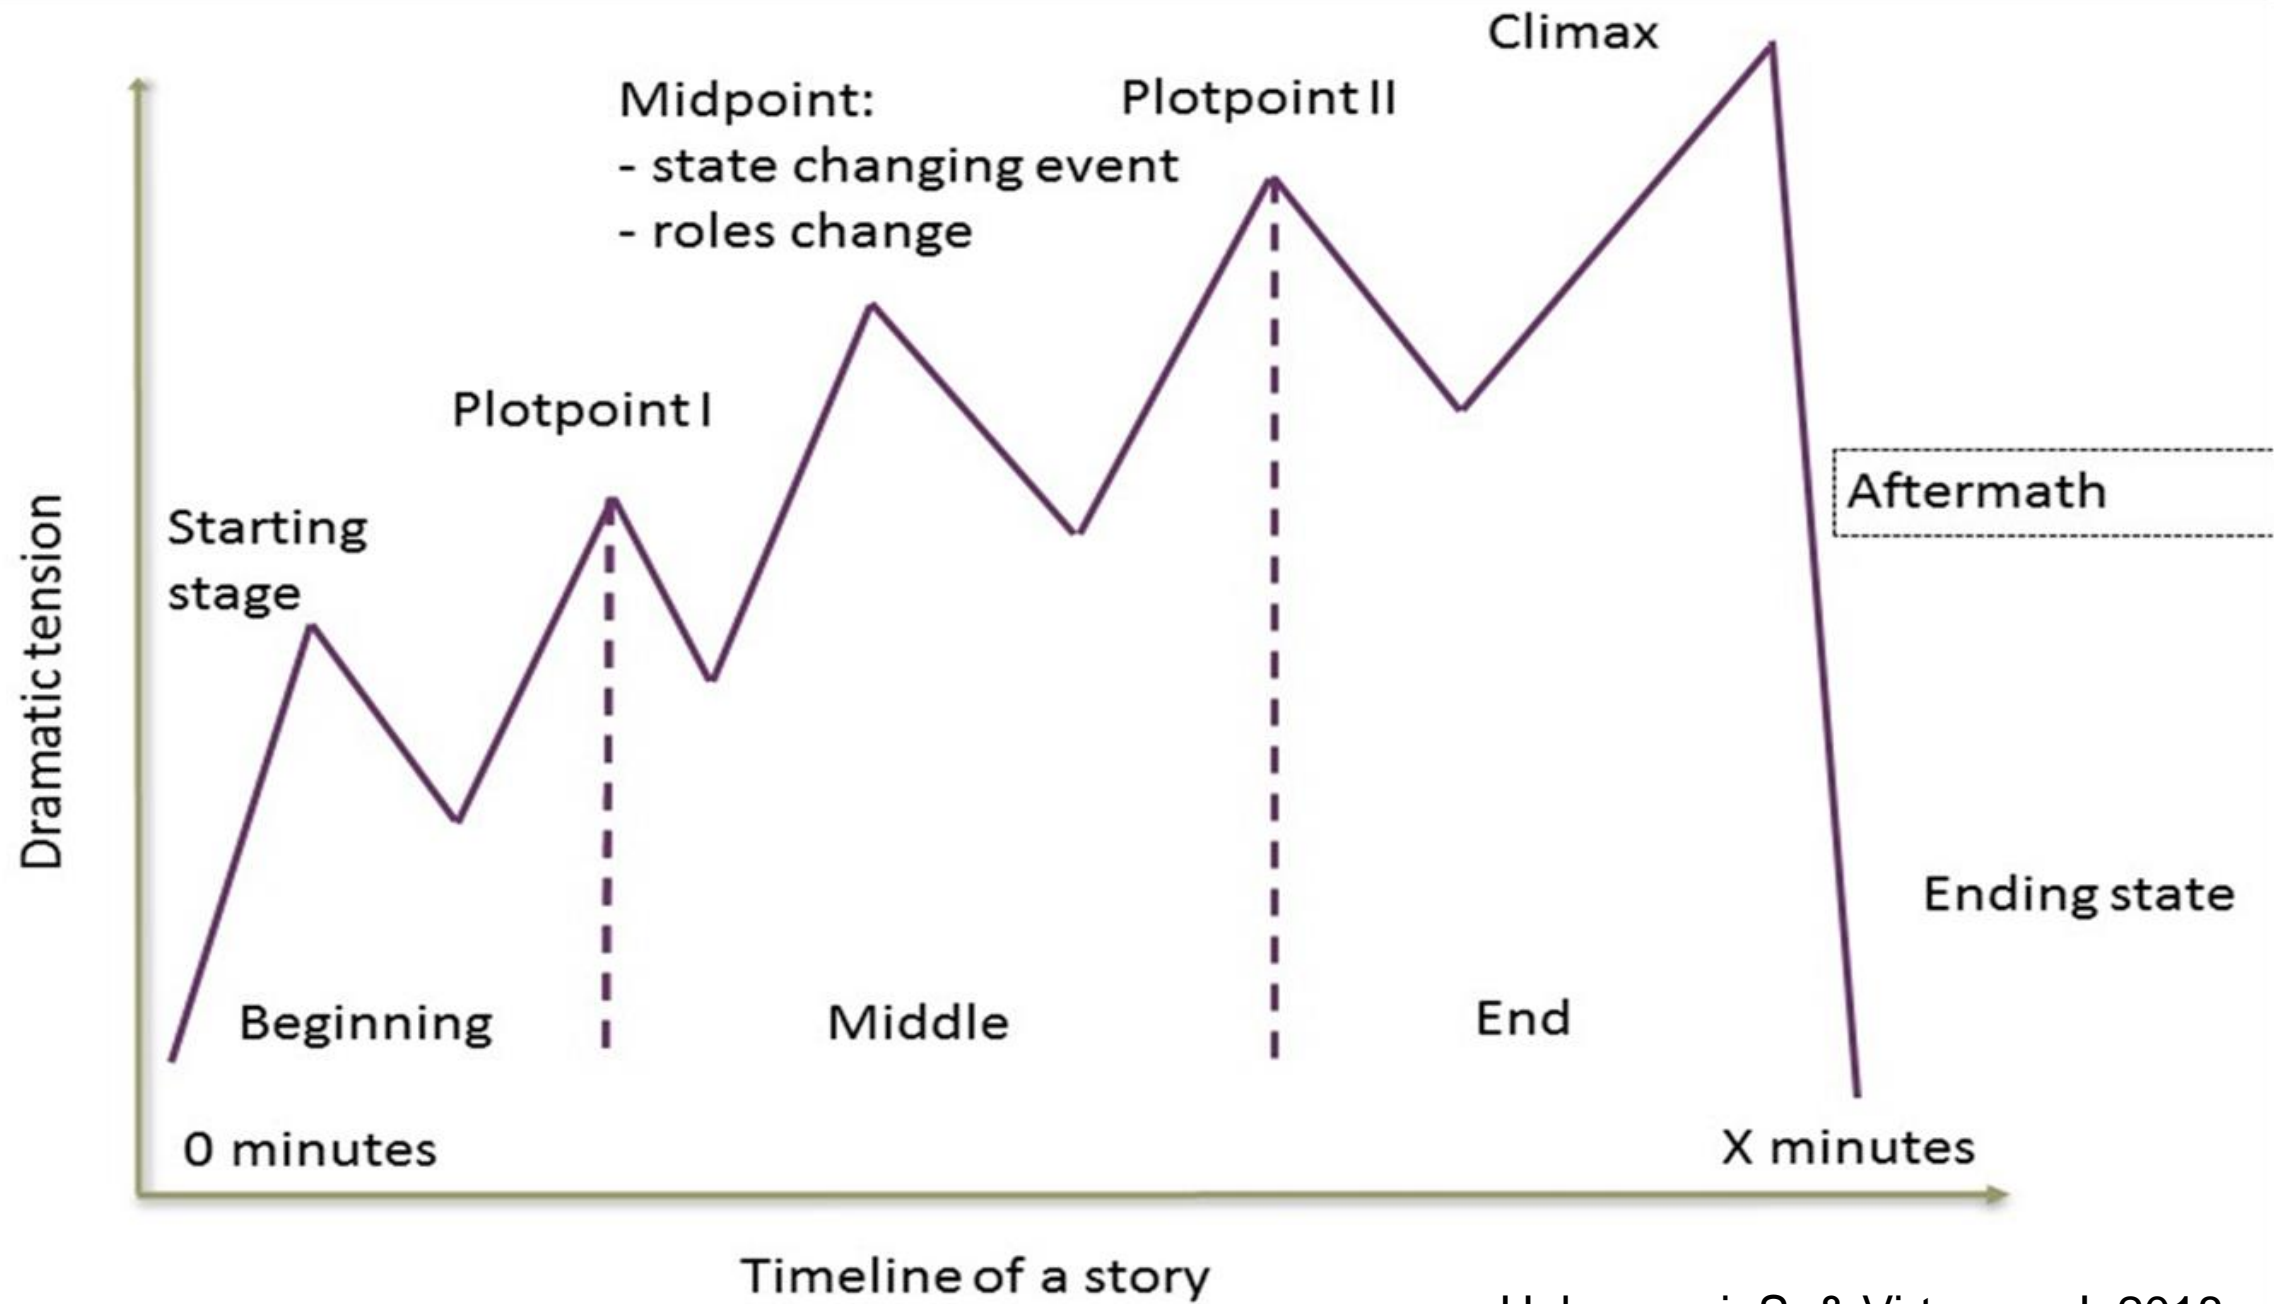 Climax
Midpoint:
- state changing event
- roles change
Plotpoint II
Plotpoint I
Starting
stage
Aftermath
Dramatic tension
Ending state
Beginning
Middle
End
0 minutes
X minutes
Timeline of a story